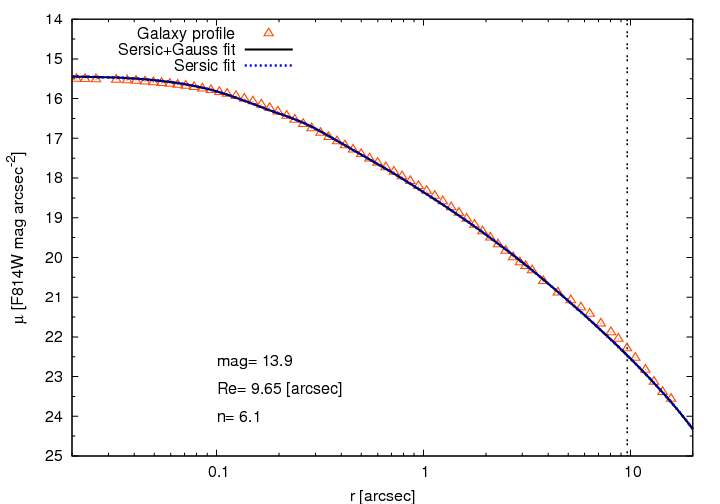 Galaxy profile
Sersic+Gauss fit
Sersic fit
14
15
16
17
18
19
20
21
22
23
24
25
μ [F814W mag arcsec⁻²]
mag= 13.9
Re= 9.65 [arcsec]
n= 6.1
0.1 1 10
r [arcsec]